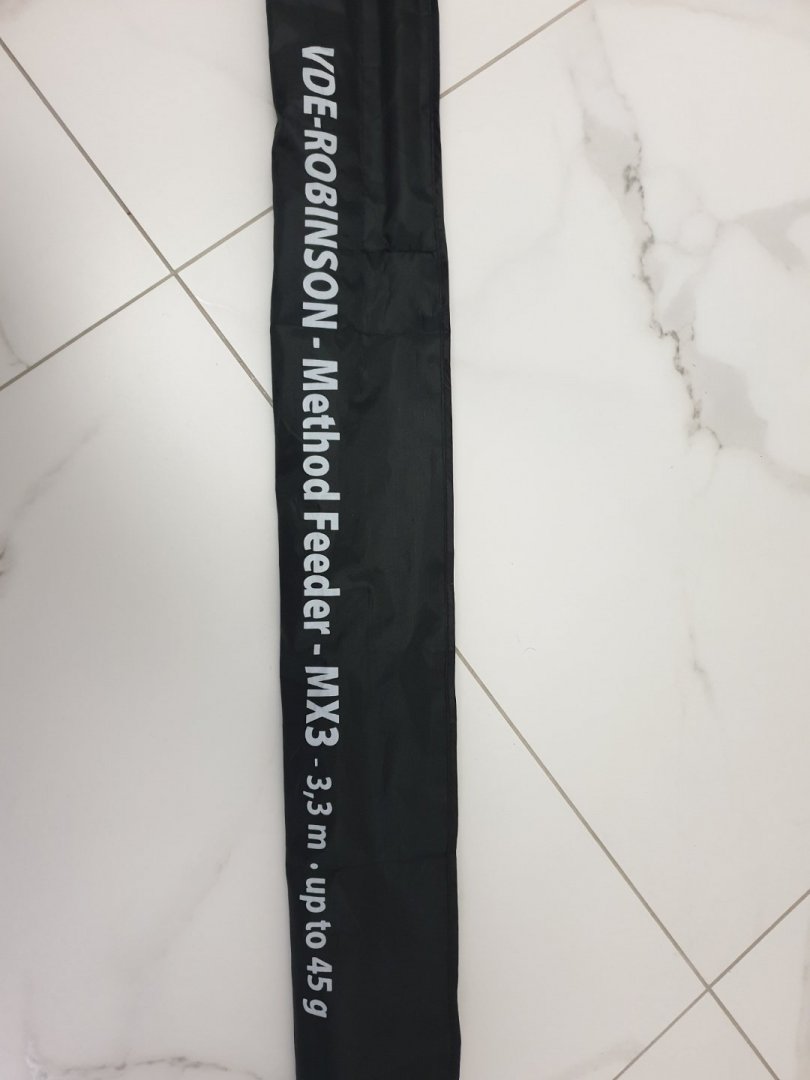 VDE-ROBINSON - Method Feeder - MX3 - 3,3 m · up to 45 g